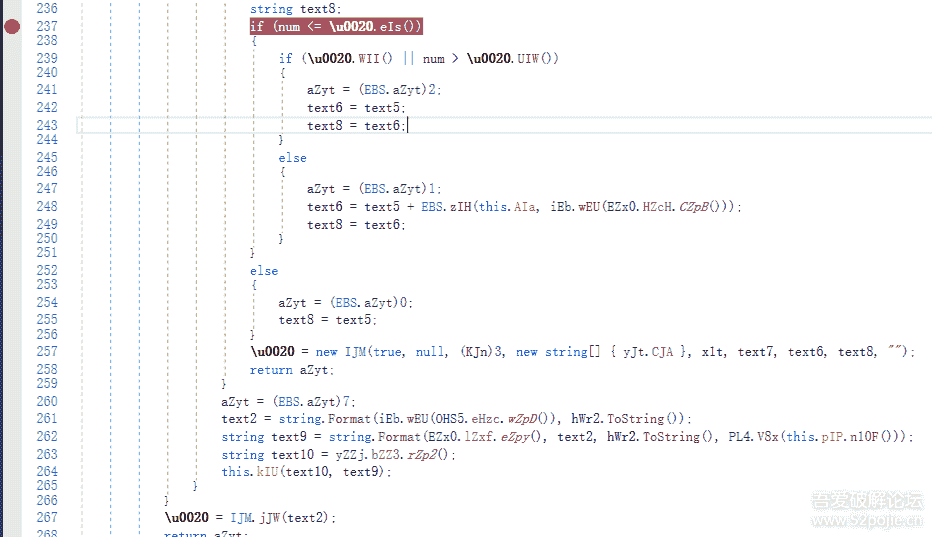 236 string text8;
237 if (num <= \u0020.eIs())
238 {
239 if (\u0020.WII() || num > \u0020.UIW())
240 {
241 aZyt = (EBS.aZyt)2;
242 text6 = text5;
243 text8 = text6;
244 }
245 else
246 {
247 aZyt = (EBS.aZyt)1;
248 text6 = text5 + EBS.zIH(this.AIa, iEb.wEU(EZx0.HZcH.CZpB()));
249 text8 = text6;
250 }
251 }
252 else
253 {
254 aZyt = (EBS.aZyt)0;
255 text8 = text5;
256 }
257 \u0020 = new IJM(true, null, (KJn)3, new string[] { yJt.CJA }, xlt, text7, text6, text8, "");
258 return aZyt;
259 }
260 aZyt = (EBS.aZyt)7;
261 text2 = string.Format(iEb.wEU(OHS5.eHzc.wZpD()), hWr2.ToString());
262 string text9 = string.Format(EZx0.lZxf.eZpy(), text2, hWr2.ToString(), PL4.V8x(this.pIP.n10F()));
263 string text10 = yZZj.bZZ3.rZp2();
264 this.kIU(text10, text9);
265 }
266 }
267 \u0020 = IJM.jJW(text2);
268 return aZyt;
吾爱破解论坛
www.52pojie.cn